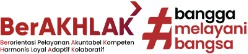 BerAKHLAK
Berorientasi Pelayanan Akuntabel Kompeten
Harmonis Loyal Adaptif Kolaboratif
#bangga
melayani
bangsa